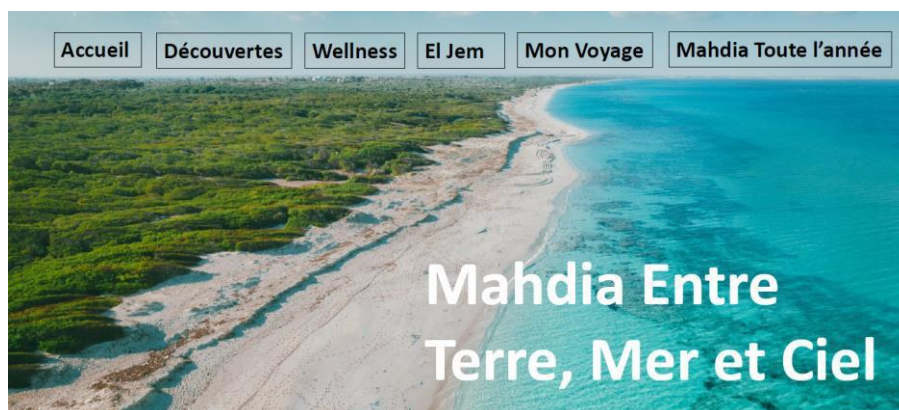 Accueil Découvertes Wellness El Jem Mon Voyage Mahdia Toute l'année
Mahdia Entre
Terre, Mer et Ciel